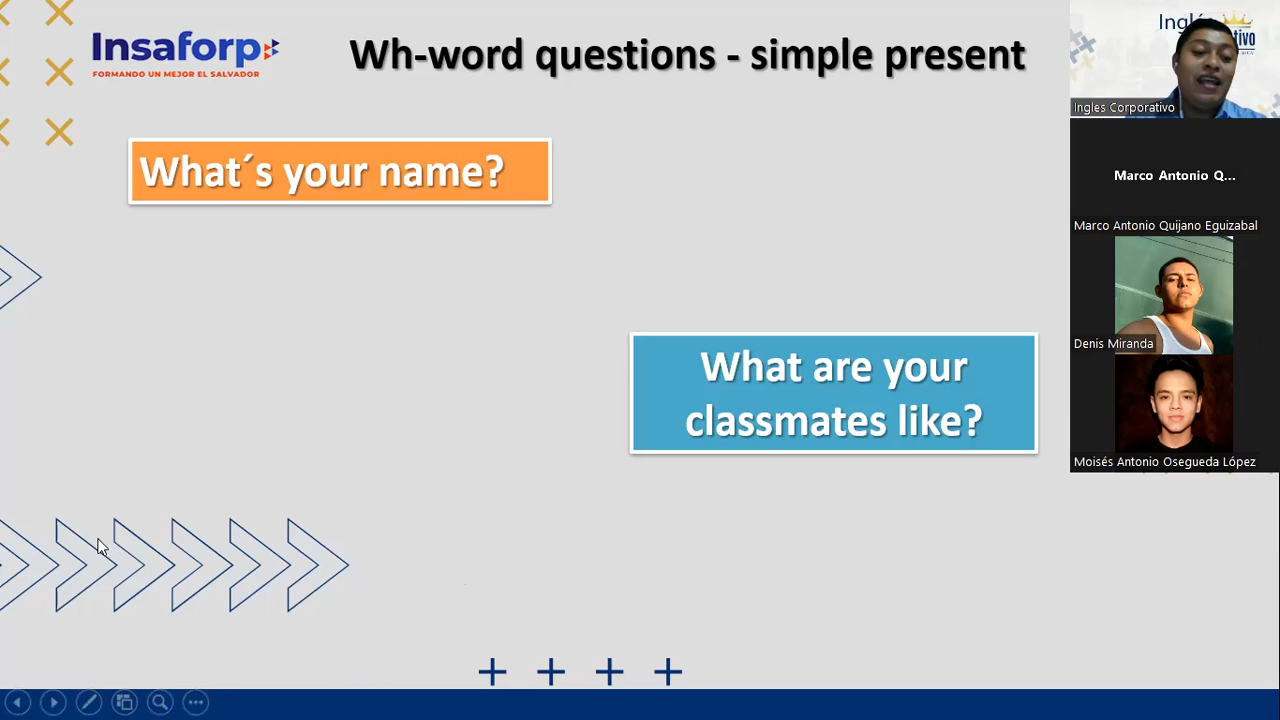 Insaforp
FORMANDO UN MEJOR EL SALVADOR
Wh-word questions - simple present
What´s your name?
What are your
classmates like?
Ingles Corporativo
Marco Antonio Q...
Marco Antonio Quijano Eguizabal
Denis Miranda
Moisés Antonio Osegueda López